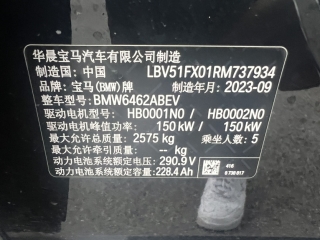 华晨宝马汽车有限公司制造
制造国：中国 LBV51FX01RM737934
品牌：宝马(BMW)牌 制造年月：2023-09
整车型号：BMW6462ABEV
驱动电机型号：HB0001N0 / HB0002N0
驱动电机峰值功率：150 kW / 150 kW
最大允许总质量：2575 kg 乘坐人数：5
最大允许牵引质量：- kg
动力电池系统额定电压：290.9 V
动力电池系统额定容量：228.4 Ah
416